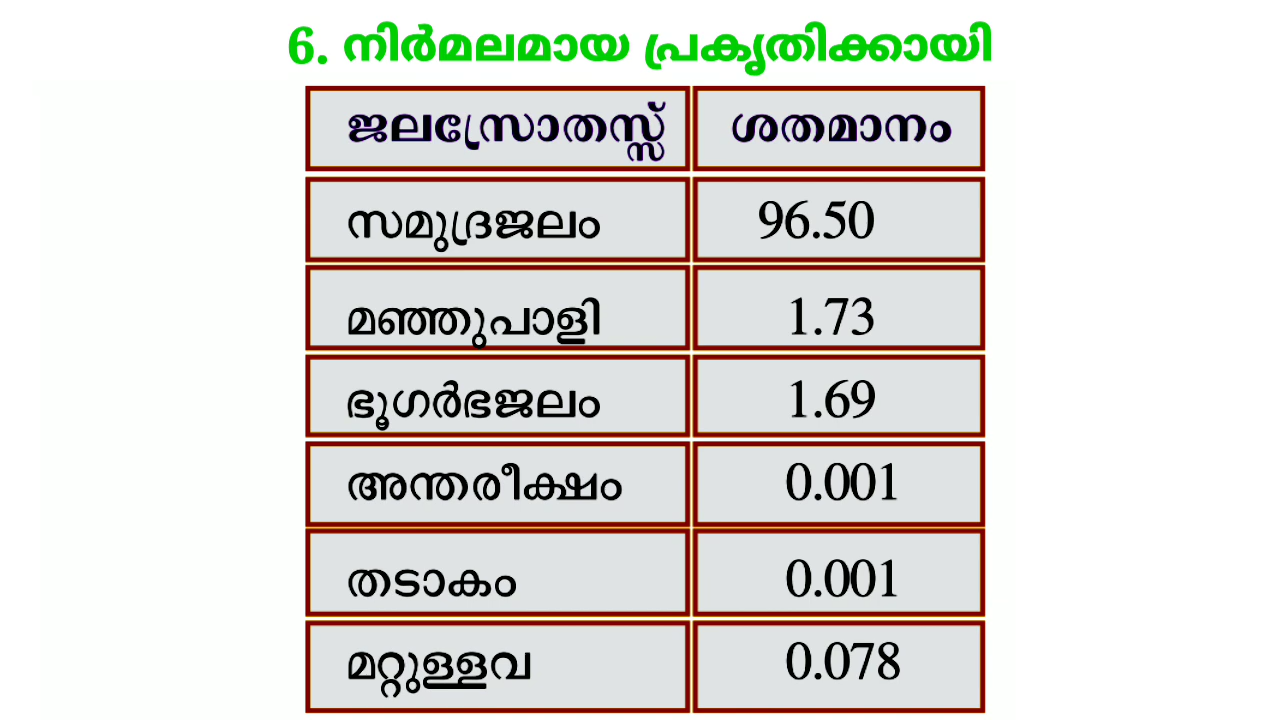 6. നിർമലമായ പ്രകൃതിക്കായി
ജലസ്രോതസ്സ് ശതമാനം
സമുദ്രജലം 96.50
മഞ്ഞുപാളി 1.73
ഭൂഗർഭജലം 1.69
അന്തരീക്ഷം 0.001
തടാകം 0.001
മറ്റുള്ളവ 0.078